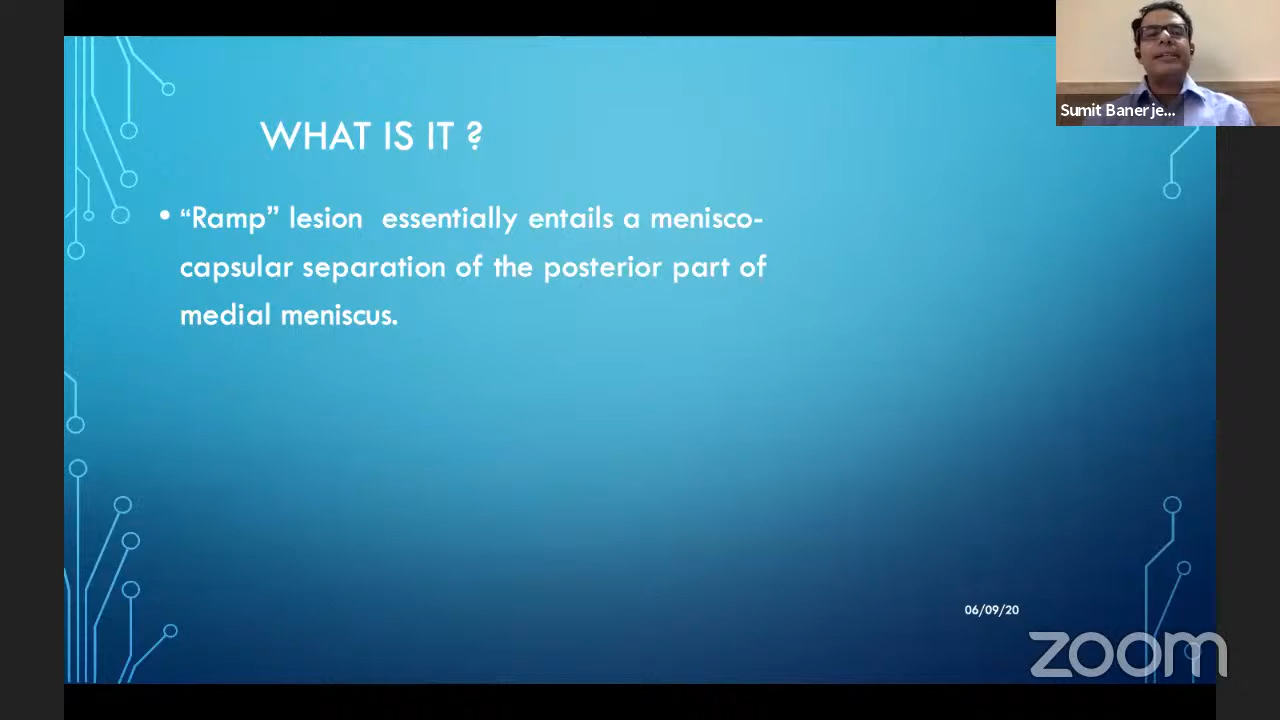 Sumit Banerje...
WHAT IS IT ?
• “Ramp” lesion essentially entails a menisco-
capsular separation of the posterior part of
medial meniscus.
06/09/20
zoom